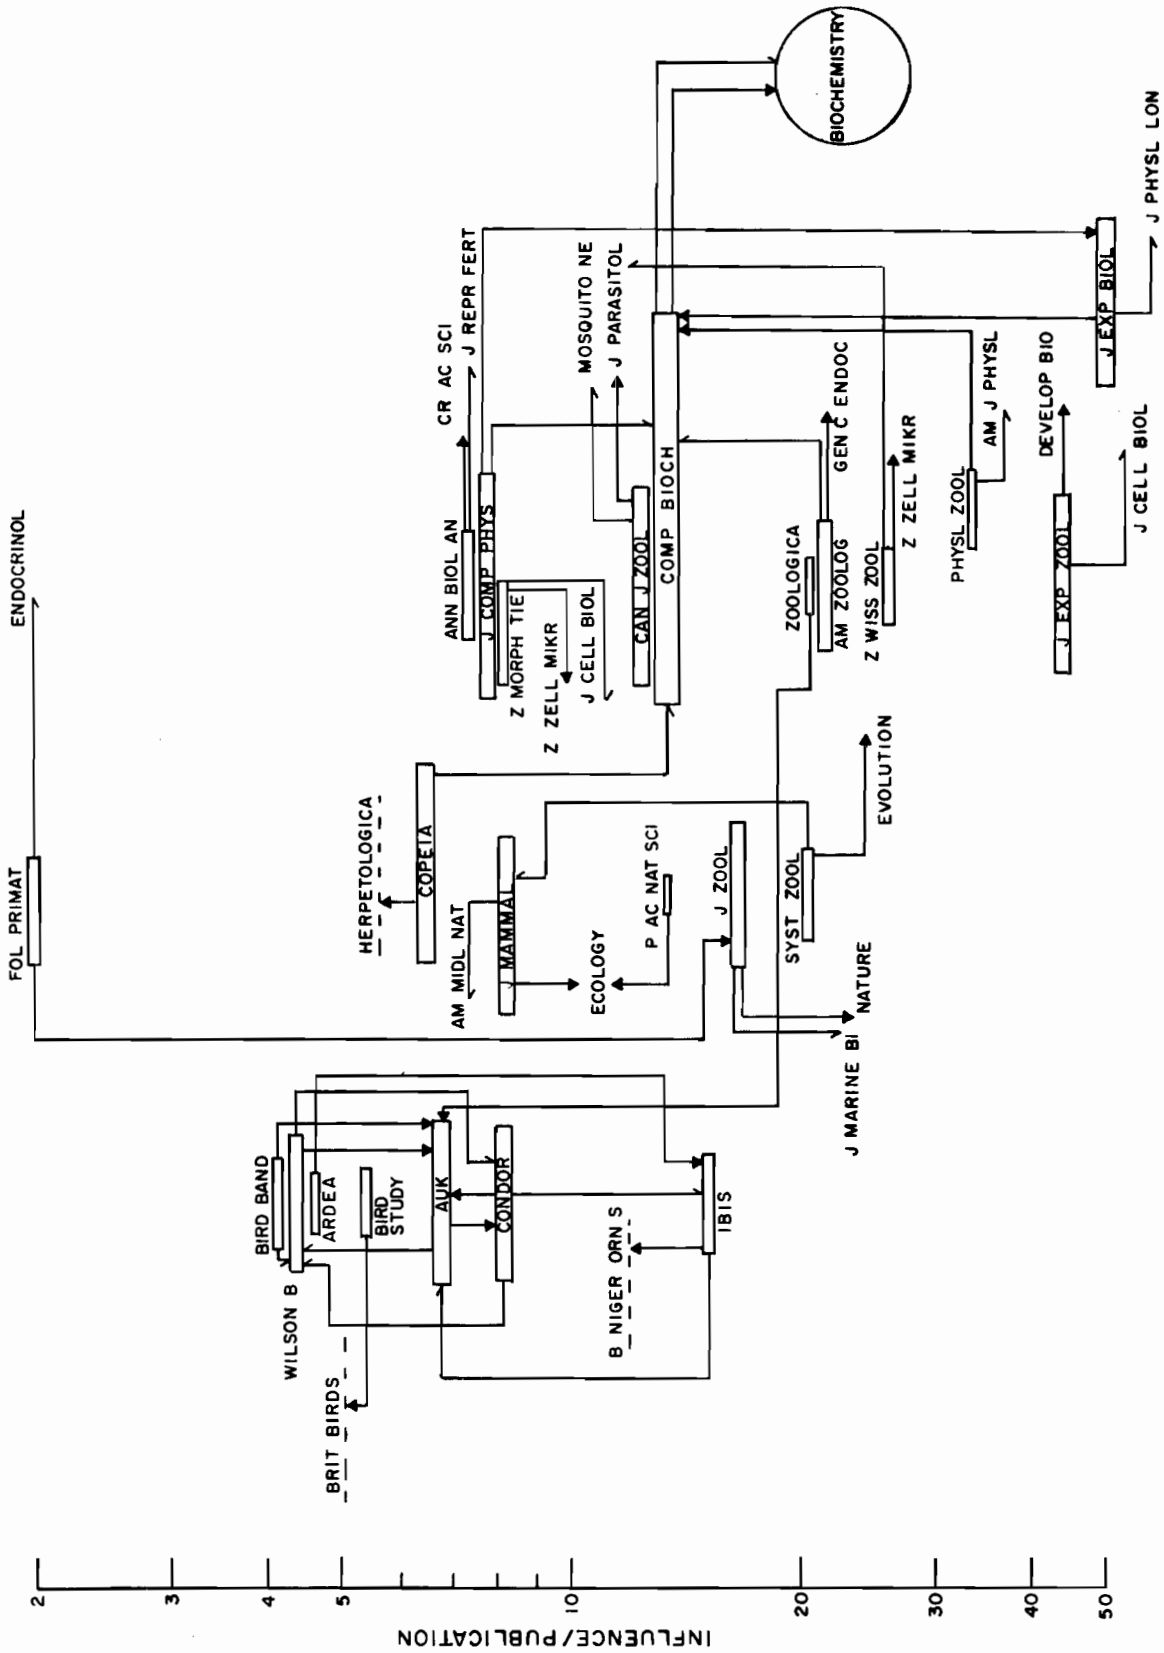 FOL PRIMAT
ENDOCRINOL
BIRD BAND
WILSON B
ARDEA
BIRD
STUDY
BRIT BIRDS
AUK
CONDOR
B NIGER ORN S
IBIS
HERPETOLOGICA
COPEIA
AM MIDL NAT
J MAMMAL
ECOLOGY
P AC NAT SCI
J ZOOL
SYST ZOOL
J MARINE BI
NATURE
EVOLUTION
CR AC SCI
J REPR FERT
ANN BIOL AN
J COMP PHYS
Z MORPH TIE
Z ZELL MIKR
J CELL BIOL
MOSQUITO NE
J PARASITOL
CAN J ZOOL
COMP BIOCH
BIOCHEMISTRY
ZOOLOGICA
AM ZOOLOG
GEN C ENDOC
Z WISS ZOOL
Z ZELL MIKR
PHYSL ZOOL
AM J PHYSL
DEVELOP BIO
J EXP ZOOL
J CELL BIOL
J EXP BIOL
J PHYSL LON
2
3
4
5
10
20
30
40
50
INFLUENCE/PUBLICATION